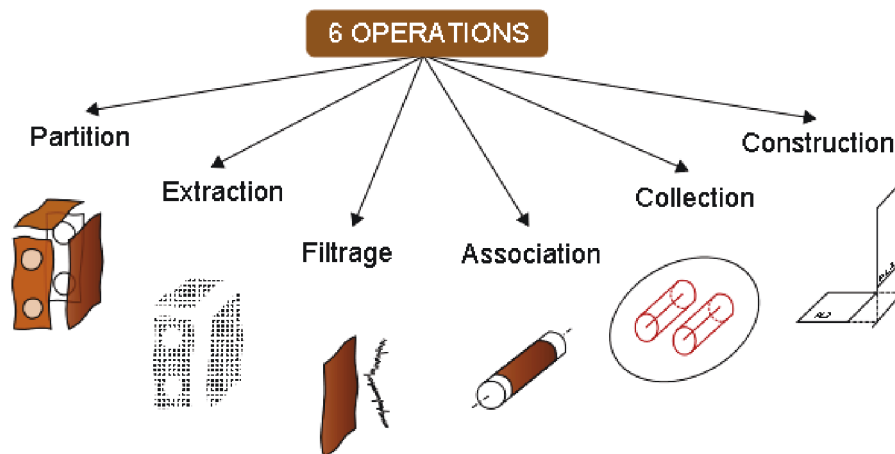 6 OPERATIONS
Partition
Construction
Extraction
Collection
Filtrage
Association